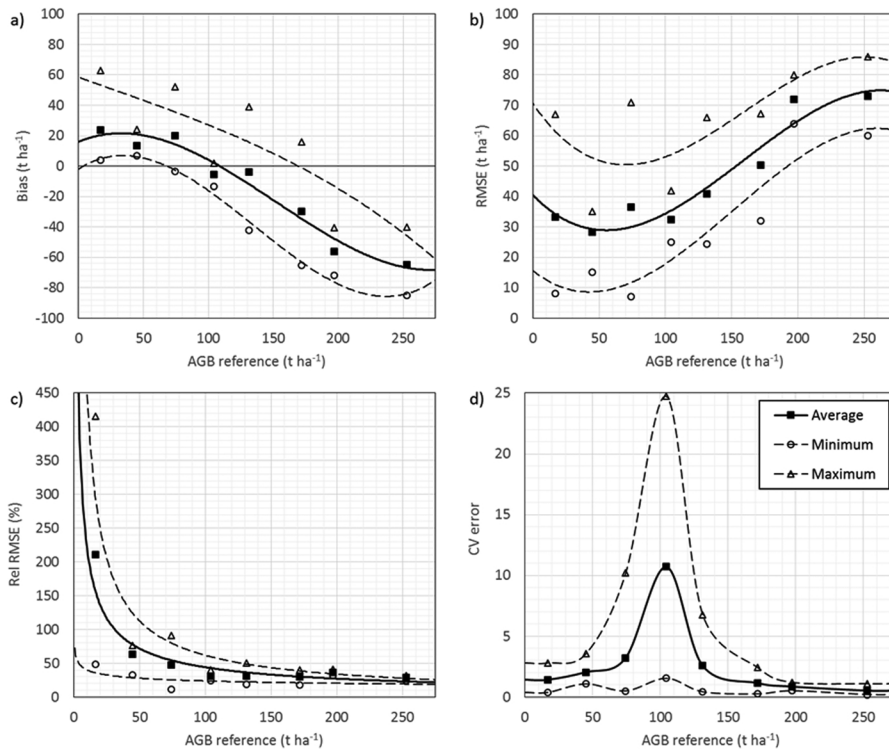 a)
100
80
60
40
20
0
-20
-40
-60
-80
-100
Bias (t ha⁻¹)
0 50 100 150 200 250
AGB reference (t ha⁻¹)
b)
100
90
80
70
60
50
40
30
20
10
0
RMSE (t ha⁻¹)
0 50 100 150 200 250
AGB reference (t ha⁻¹)
c)
450
400
350
300
250
200
150
100
50
0
Rel RMSE (%)
0 50 100 150 200 250
AGB reference (t ha⁻¹)
d)
25
20
15
10
5
0
CV error
0 50 100 150 200 250
AGB reference (t ha⁻¹)
Average
Minimum
Maximum